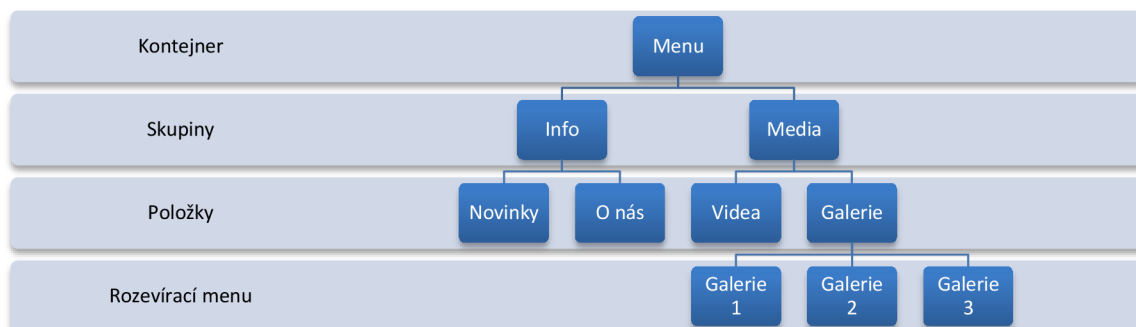 Kontejner
Menu
Skupiny
Info
Media
Položky
Novinky
O nás
Videa
Galerie
Rozevírací menu
Galerie
1
Galerie
2
Galerie
3